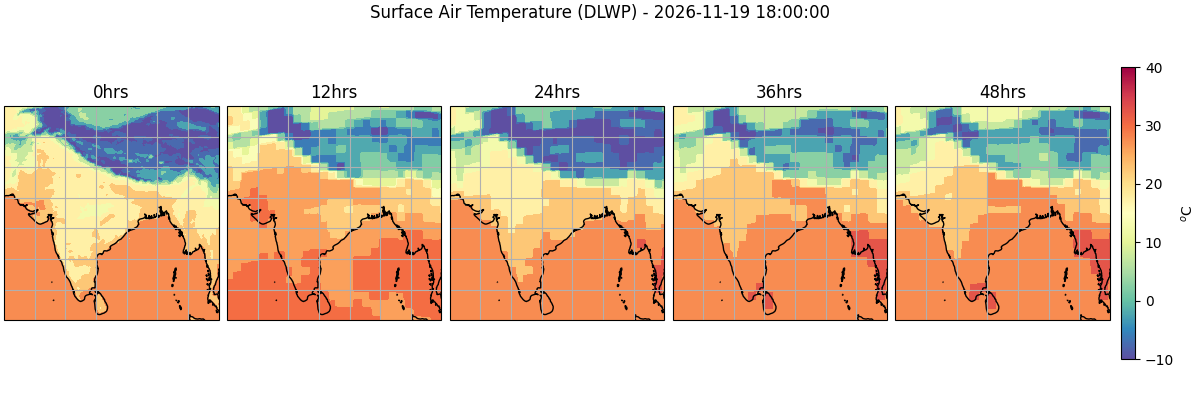 Surface Air Temperature (DLWP) - 2026-11-19 18:00:00
0hrs
12hrs
24hrs
36hrs
48hrs
40
30
20
10
0
−10
°C